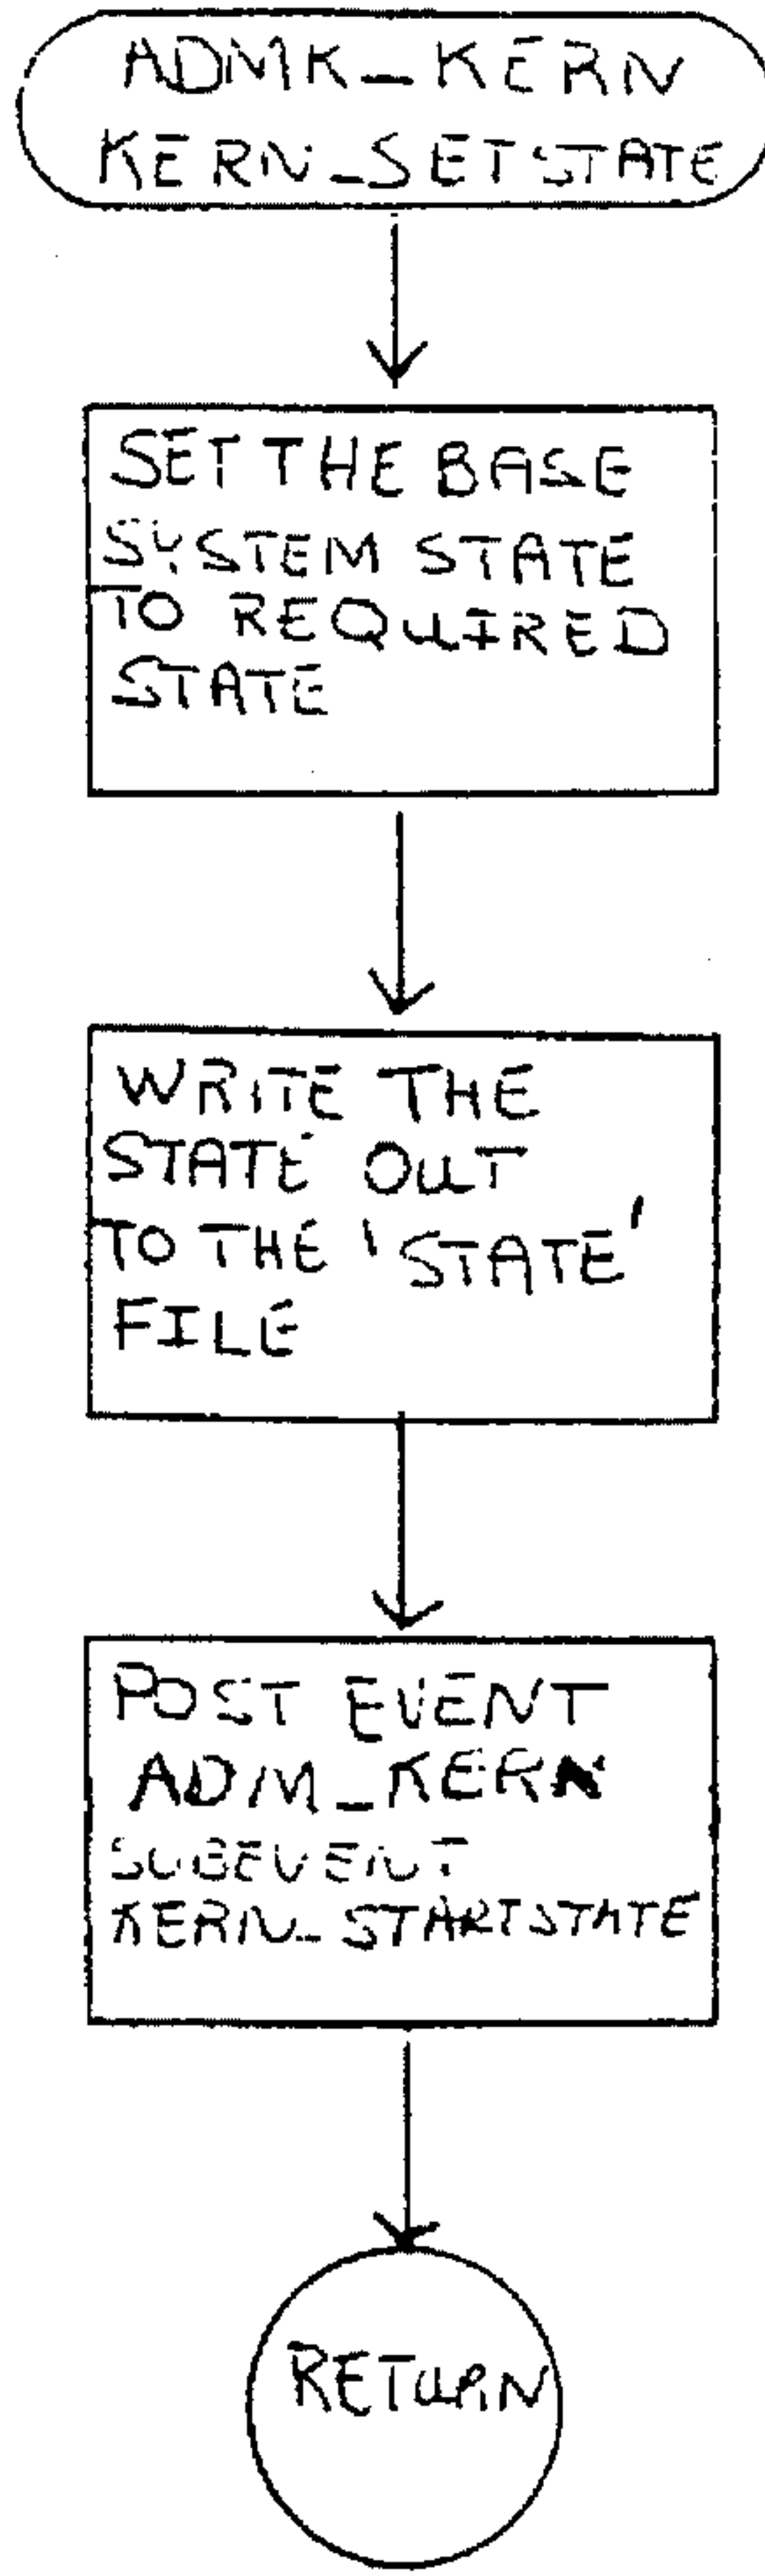 ADMK_KERN
KERN_SETSTATE
SET THE BASE
SYSTEM STATE
TO REQUIRED
STATE
WRITE THE
STATE OUT
TO THE 'STATE'
FILE
POST EVENT
ADM_KERN
SUBEVENT
KERN_STARTSTATE
RETURN